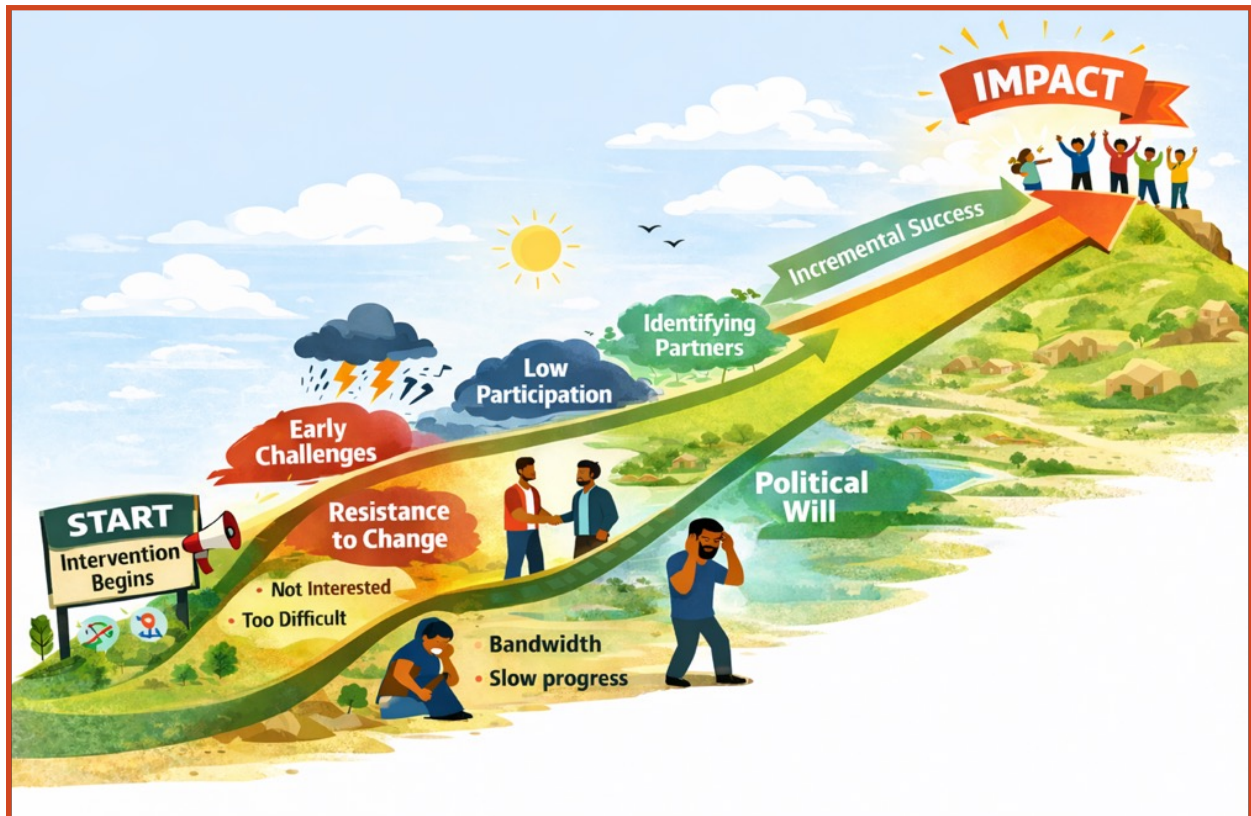 START
Intervention
Begins
Early
Challenges
Resistance
to Change
• Not Interested
• Too Difficult
Low
Participation
• Bandwidth
• Slow progress
Identifying
Partners
Political
Will
Incremental Success
IMPACT